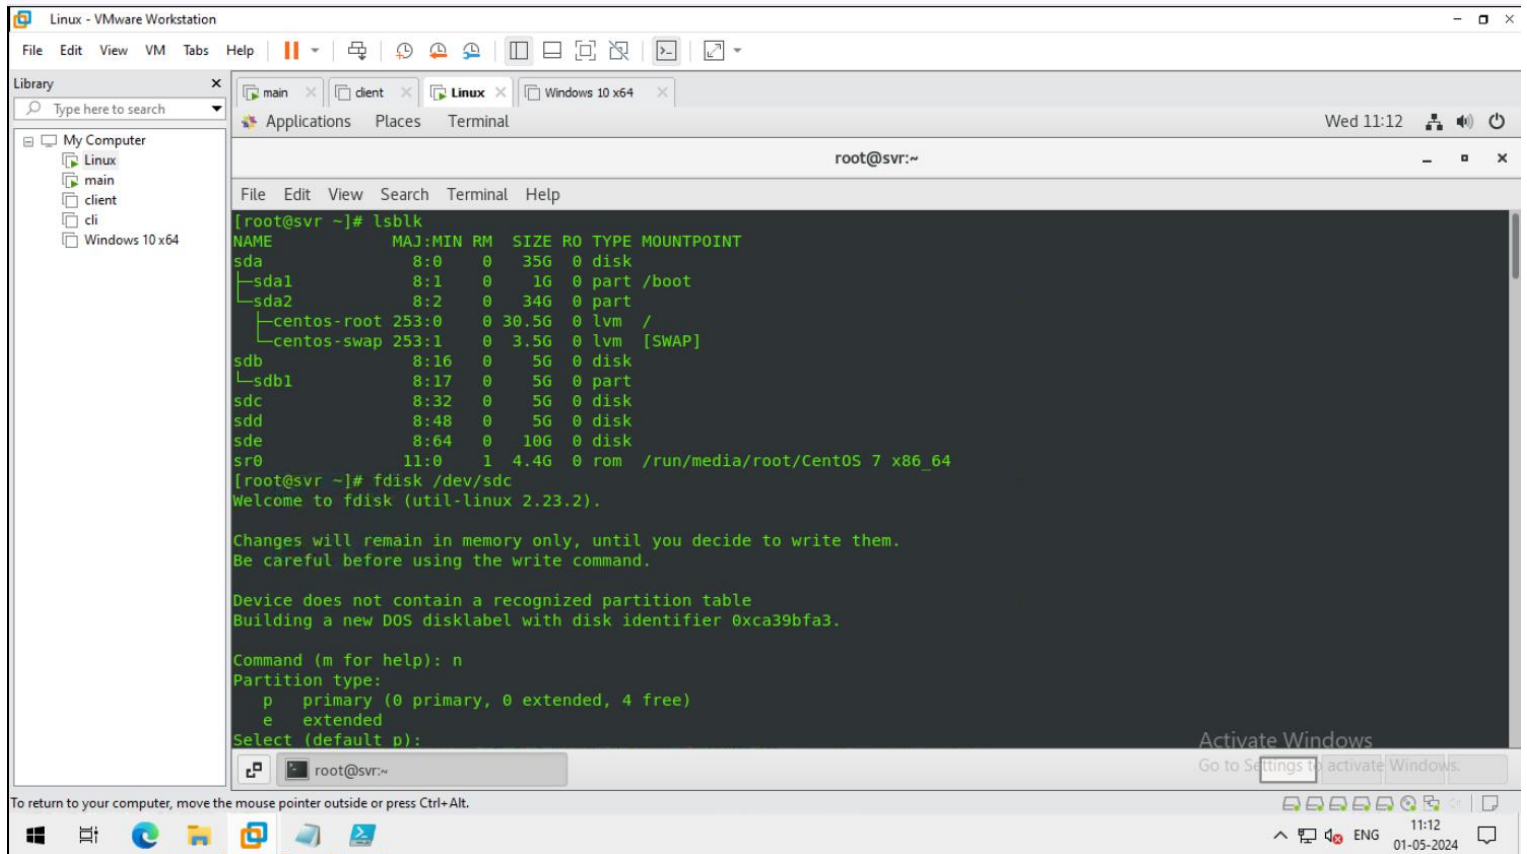 Linux - VMware Workstation
File Edit View VM Tabs Help
Library
Type here to search
My Computer
Linux
main
client
cli
Windows 10 x64
main client Linux Windows 10 x64
Applications Places Terminal Wed 11:12
root@svr:~
File Edit View Search Terminal Help
[root@svr ~]# lsblk
NAME MAJ:MIN RM SIZE RO TYPE MOUNTPOINT
sda 8:0 0 35G 0 disk
├─sda1 8:1 0 1G 0 part /boot
└─sda2 8:2 0 34G 0 part
├─centos-root 253:0 0 30.5G 0 lvm /
└─centos-swap 253:1 0 3.5G 0 lvm [SWAP]
sdb 8:16 0 5G 0 disk
└─sdb1 8:17 0 5G 0 part
sdc 8:32 0 5G 0 disk
sdd 8:48 0 5G 0 disk
sde 8:64 0 10G 0 disk
sr0 11:0 1 4.4G 0 rom /run/media/root/CentOS 7 x86_64
[root@svr ~]# fdisk /dev/sdc
Welcome to fdisk (util-linux 2.23.2).
Changes will remain in memory only, until you decide to write them.
Be careful before using the write command.
Device does not contain a recognized partition table
Building a new DOS disklabel with disk identifier 0xca39bfa3.
Command (m for help): n
Partition type:
p primary (0 primary, 0 extended, 4 free)
e extended
Select (default p):
Activate Windows
Go to Settings to activate Windows.
root@svr:~
To return to your computer, move the mouse pointer outside or press Ctrl+Alt.
ENG 11:12
01-05-2024